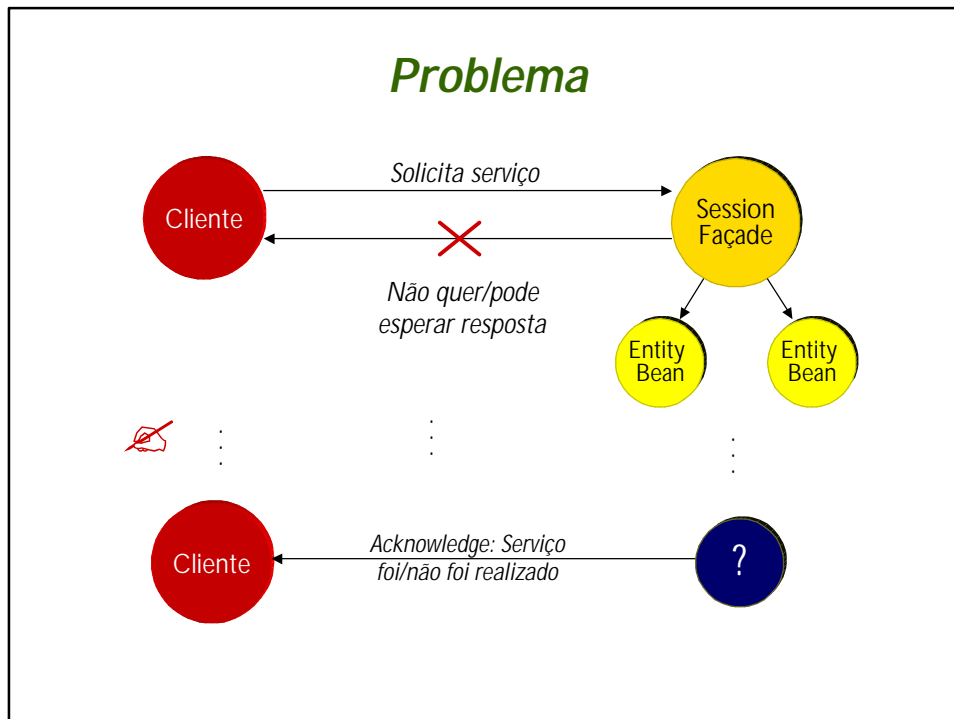 Problema
Solicita serviço
Cliente
Session
Façade
Não quer/pode
esperar resposta
Entity
Bean
Entity
Bean
Cliente
Acknowledge: Serviço
foi/não foi realizado
?